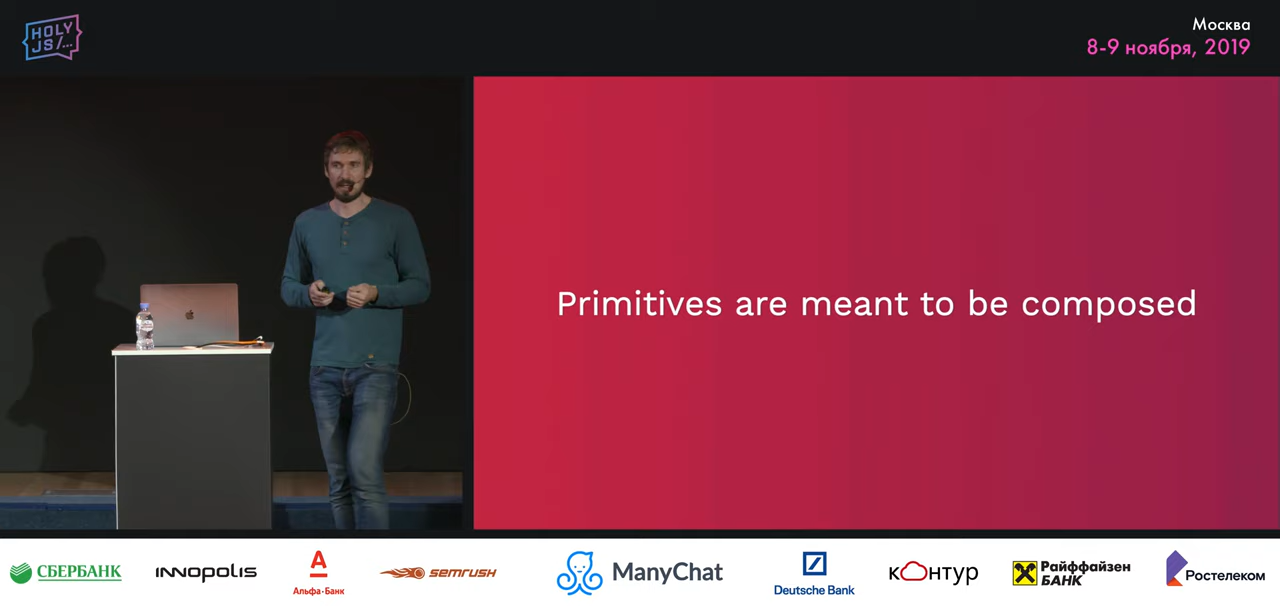 HOLY
JS/...
Москва
8-9 ноября, 2019
Primitives are meant to be composed
СБЕРБАНК
INNOPOLIS
Альфа·Банк
semrush
ManyChat
Deutsche Bank
контур
Райффайзен
БАНК
Ростелеком